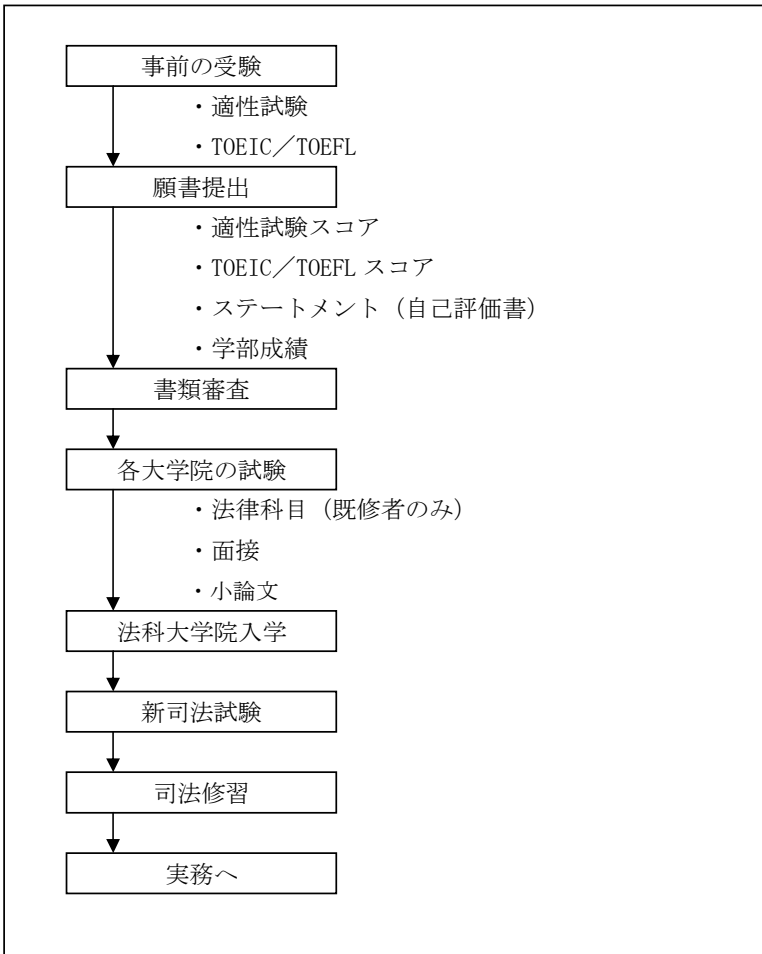 事前の受験
・適性試験
・TOEIC／TOEFL
願書提出
・適性試験スコア
・TOEIC／TOEFL スコア
・ステートメント（自己評価書）
・学部成績
書類審査
各大学院の試験
・法律科目（既修者のみ）
・面接
・小論文
法科大学院入学
新司法試験
司法修習
実務へ